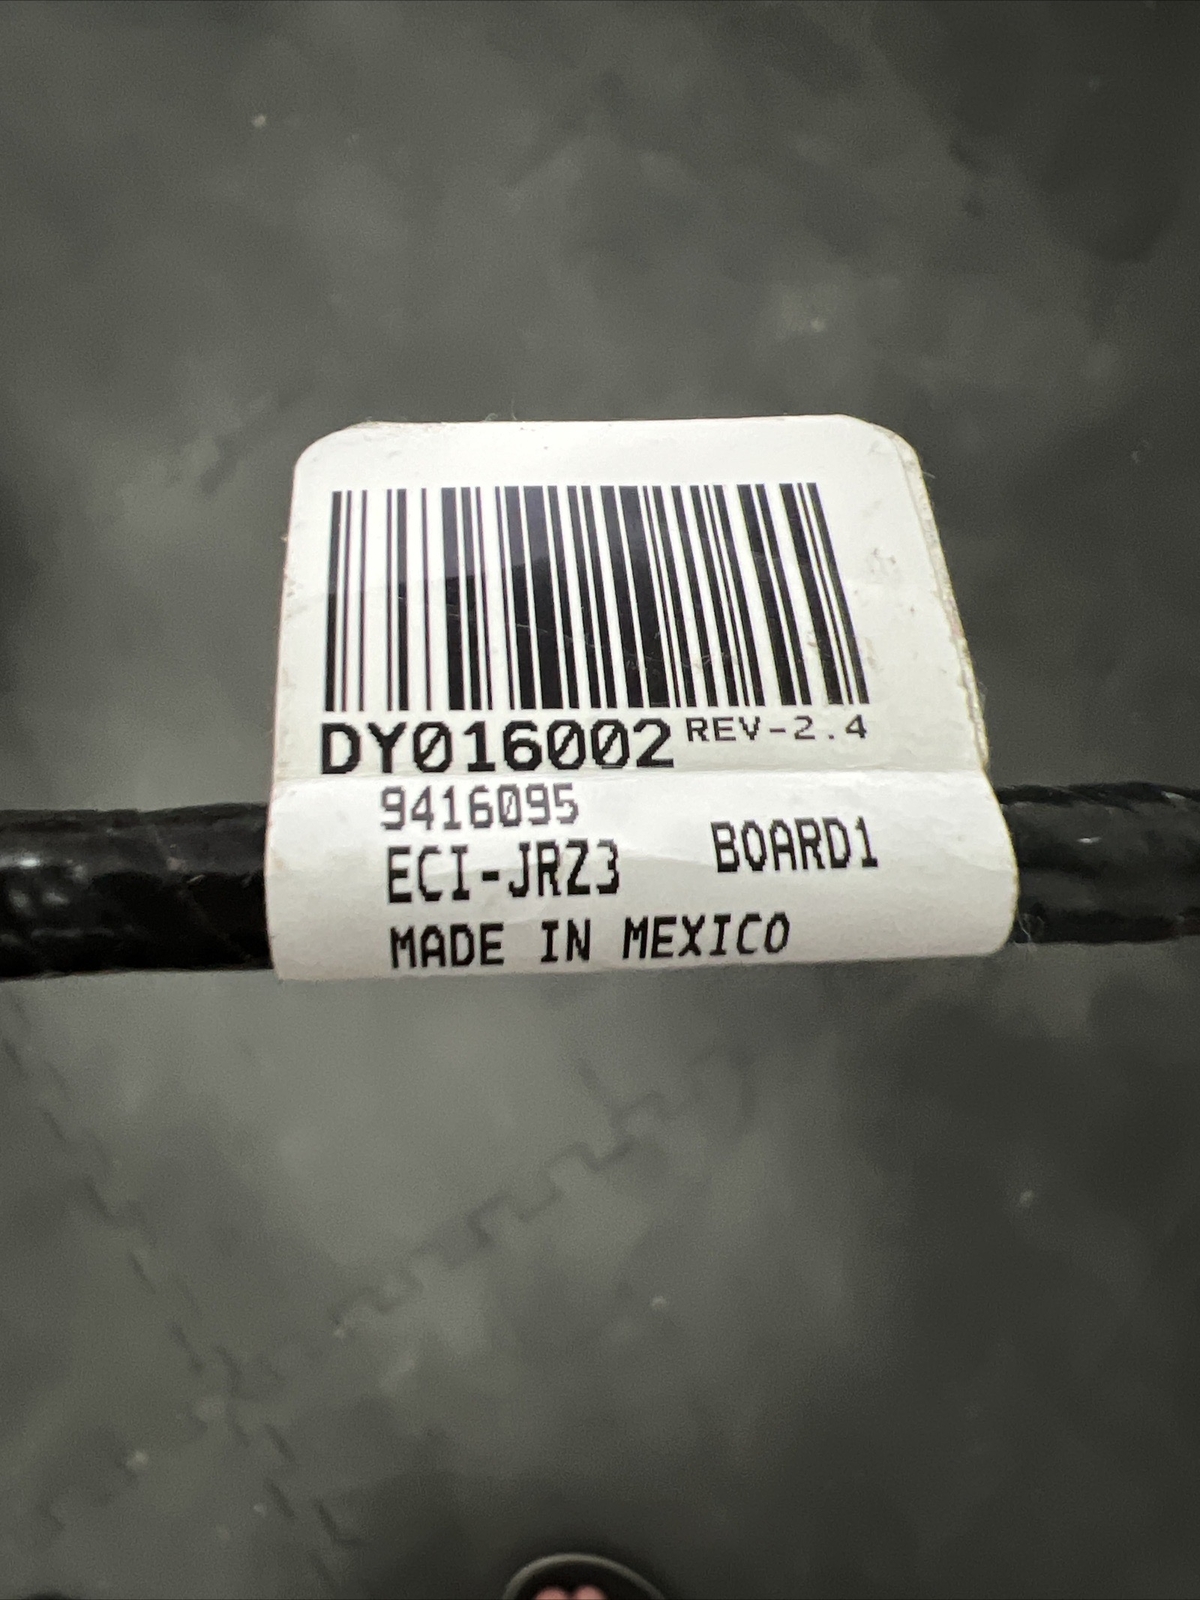 DY016002 REV-2.4
9416095
ECI-JRZ3 BOARD1
MADE IN MEXICO